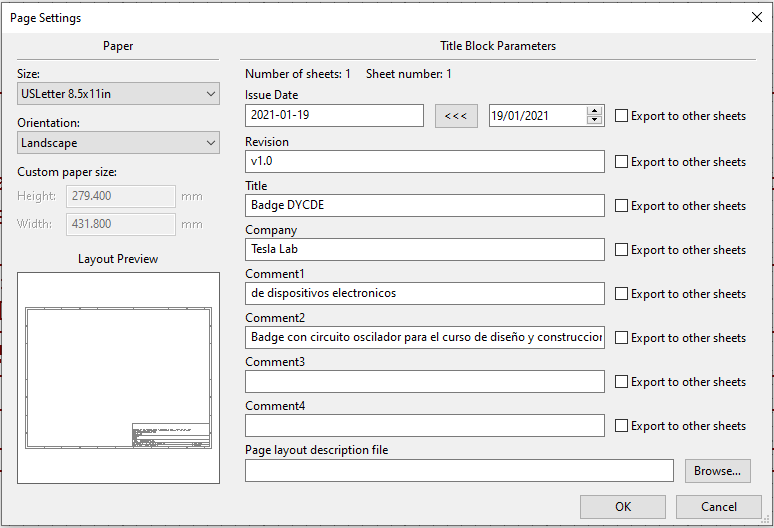 Page Settings
Paper
Title Block Parameters
Size:
USLetter 8.5x11in
Orientation:
Landscape
Custom paper size:
Height: 279.400 mm
Width: 431.800 mm
Layout Preview
Number of sheets: 1 Sheet number: 1
Issue Date
2021-01-19 <<< 19/01/2021 Export to other sheets
Revision
v1.0 Export to other sheets
Title
Badge DYCDE Export to other sheets
Company
Tesla Lab Export to other sheets
Comment1
de dispositivos electronicos Export to other sheets
Comment2
Badge con circuito oscilador para el curso de diseño y construccion Export to other sheets
Comment3
Export to other sheets
Comment4
Export to other sheets
Page layout description file
Browse...
OK Cancel